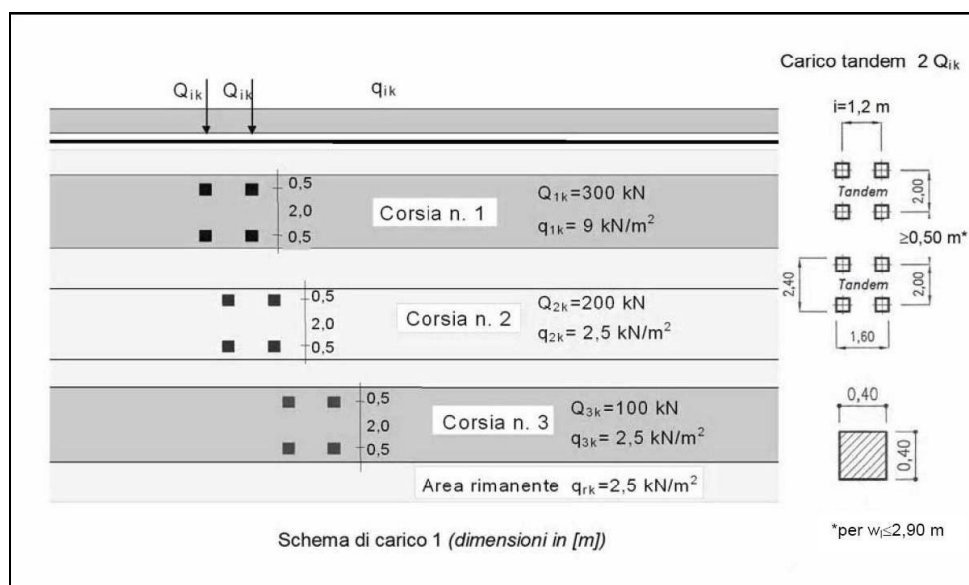 Carico tandem 2 Qik
Qik Qik qik
i=1,2 m
0,5
2,0
0,5
Corsia n. 1
Q1k=300 kN
q1k= 9 kN/m²
Tandem
2,00
≥0,50 m*
0,5
2,0
0,5
Corsia n. 2
Q2k=200 kN
q2k= 2,5 kN/m²
2,40
Tandem
2,00
1,60
0,5
2,0
0,5
Corsia n. 3
Q3k=100 kN
q3k= 2,5 kN/m²
0,40
0,40
Area rimanente qrk=2,5 kN/m²
Schema di carico 1 (dimensioni in [m])
*per wl≤2,90 m